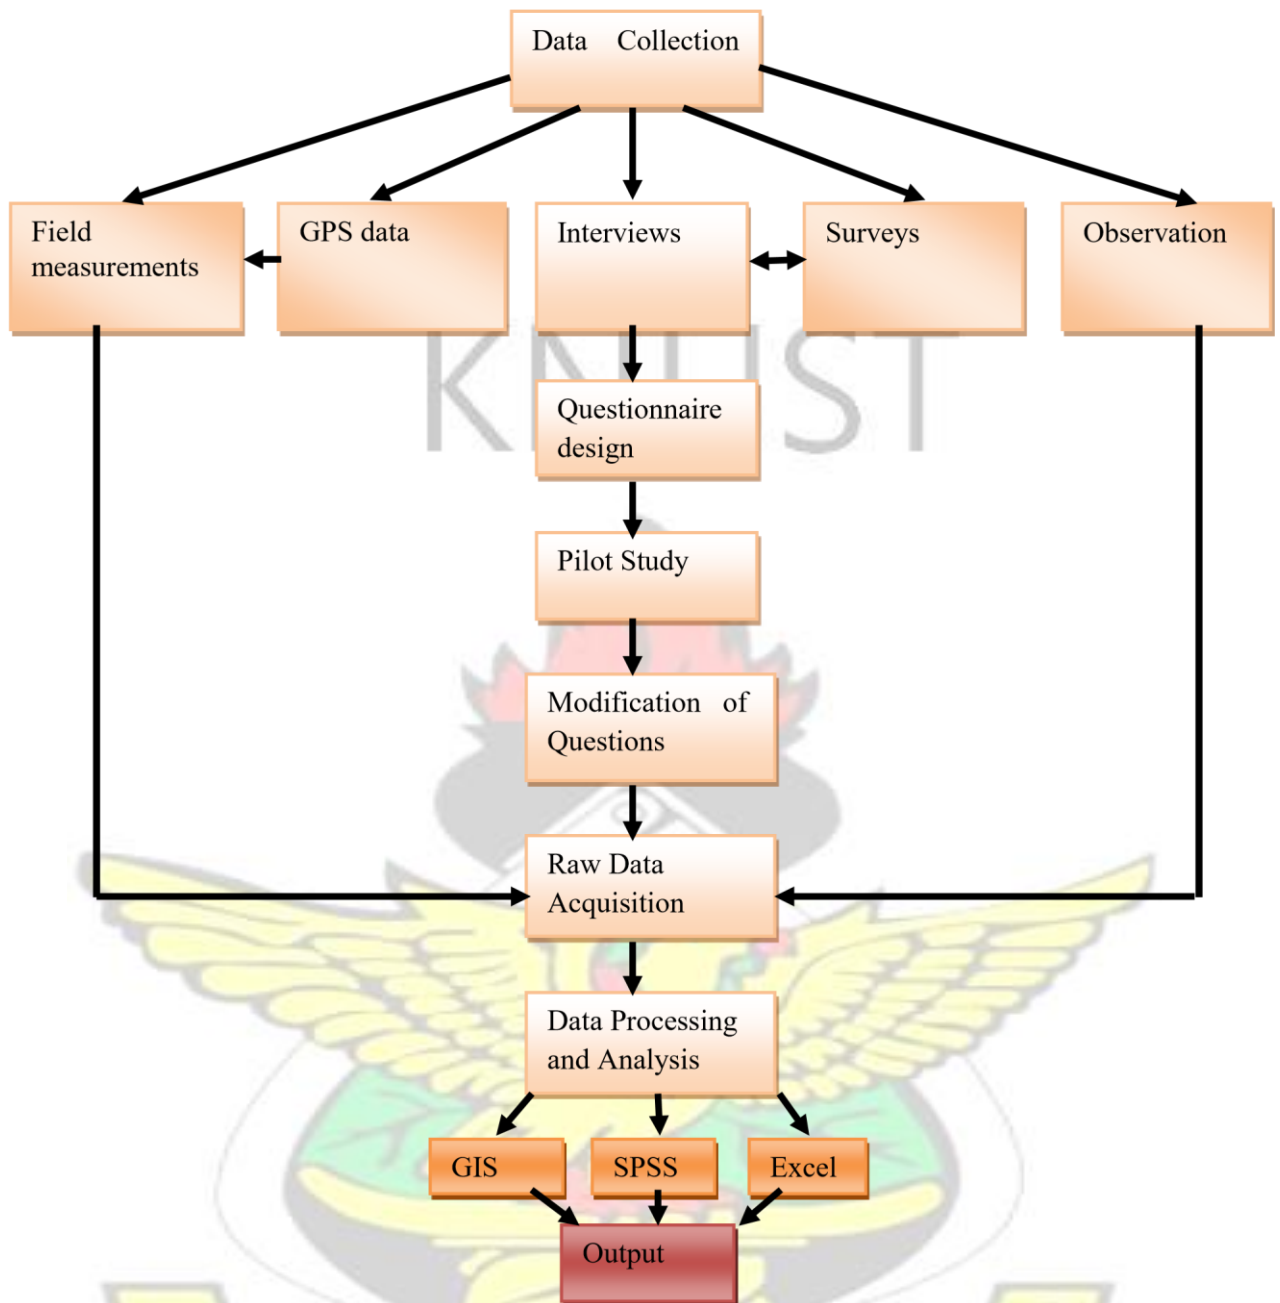 Data Collection
Field
measurements
GPS data
Interviews
Surveys
Observation
KNUST
Questionnaire
design
Pilot Study
Modification of
Questions
Raw Data
Acquisition
Data Processing
and Analysis
GIS
SPSS
Excel
Output